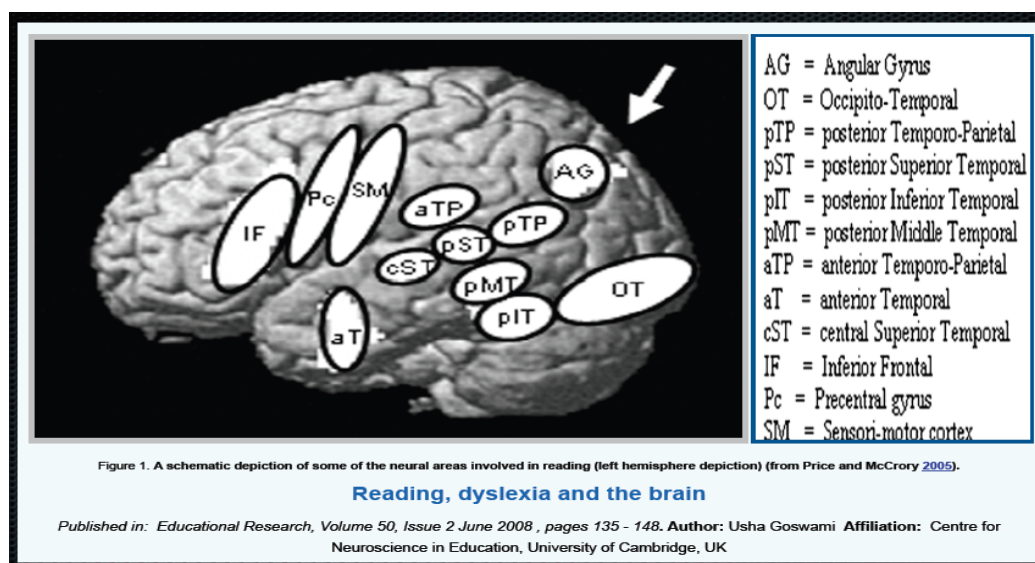 IF
Pc
SM
aTP
pST
cST
pTP
AG
pMT
pIT
OT
aT
AG = Angular Gyrus
OT = Occipito-Temporal
pTP = posterior Temporo-Parietal
pST = posterior Superior Temporal
pIT = posterior Inferior Temporal
pMT = posterior Middle Temporal
aTP = anterior Temporo-Parietal
aT = anterior Temporal
cST = central Superior Temporal
IF = Inferior Frontal
Pc = Precentral gyrus
SM = Sensori-motor cortex
Figure 1. A schematic depiction of some of the neural areas involved in reading (left hemisphere depiction) (from Price and McCrory 2005).
Reading, dyslexia and the brain
Published in: Educational Research, Volume 50, Issue 2 June 2008 , pages 135 - 148. Author: Usha Goswami Affiliation: Centre for
Neuroscience in Education, University of Cambridge, UK